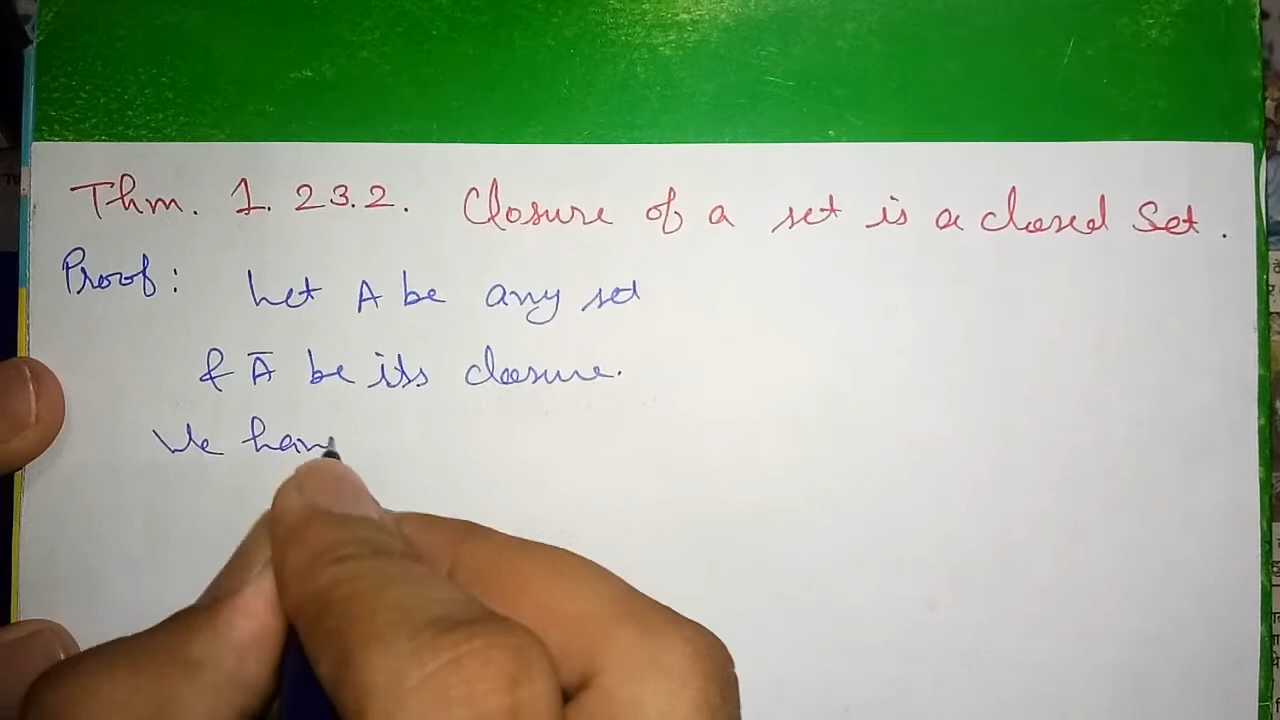 Thm. 1.23.2. Closure of a set is a closed Set.
Proof: Let A be any set
& Ā be its closure.
We hav